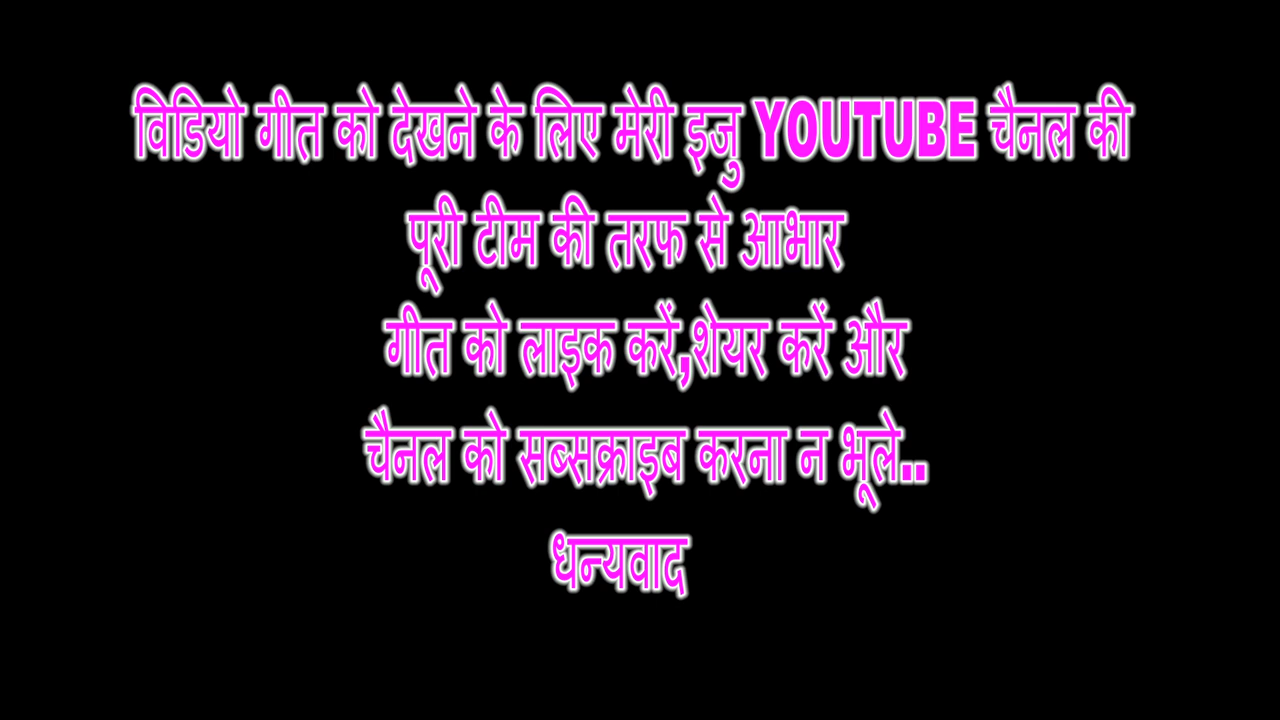 विडियो गीत को देखने के लिए मेरी इजु YOUTUBE चैनल की
पूरी टीम की तरफ से आभार
गीत को लाइक करें,शेयर करें और
चैनल को सब्सक्राइब करना न भूले..
धन्यवाद